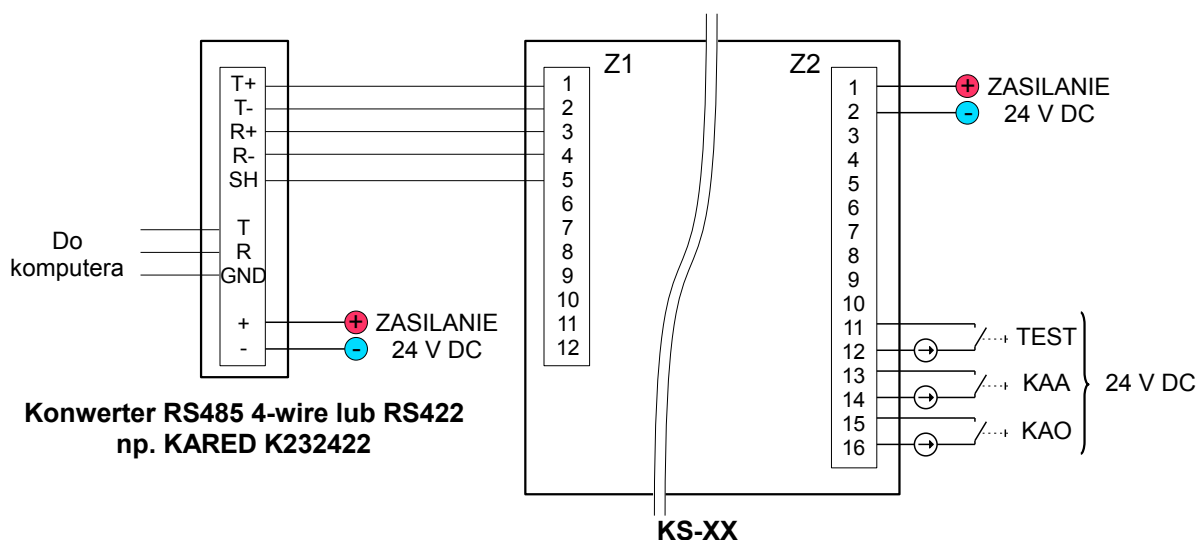 T+
T-
R+
R-
SH
T
R
GND
+
-
Do
komputera
+ ZASILANIE
- 24 V DC
Konwerter RS485 4-wire lub RS422
np. KARED K232422
Z1
1
2
3
4
5
6
7
8
9
10
11
12
Z2
1
2
3
4
5
6
7
8
9
10
11
12
13
14
15
16
+ ZASILANIE
- 24 V DC
TEST
KAA
KAO
24 V DC
KS-XX